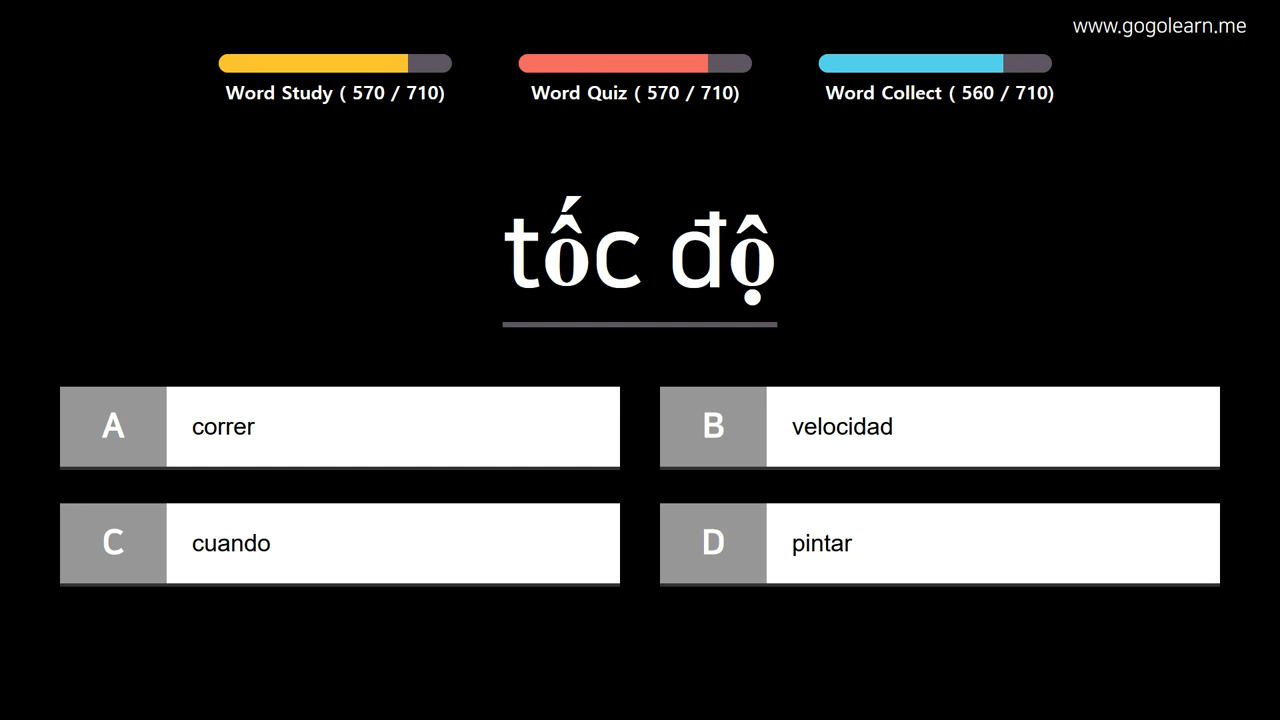 www.gogolearn.me
Word Study ( 570 / 710)
Word Quiz ( 570 / 710)
Word Collect ( 560 / 710)
tốc độ
A correr
B velocidad
C cuando
D pintar